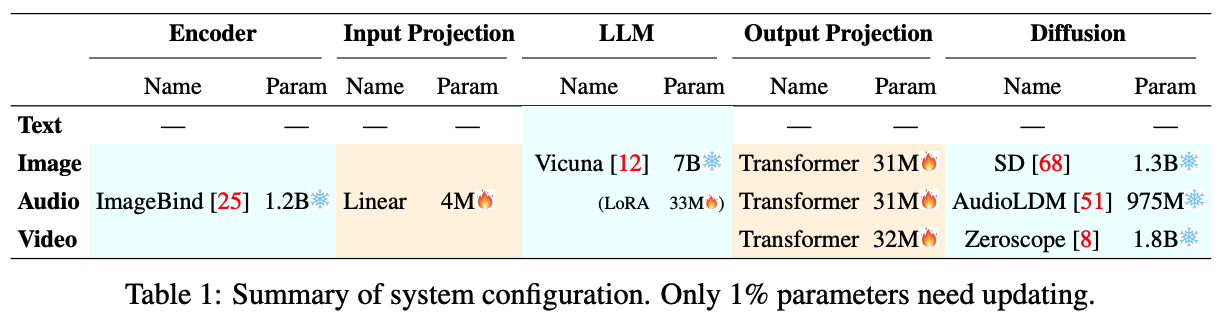 Encoder Input Projection LLM Output Projection Diffusion
Name Param Name Param Name Param Name Param Name Param
Text — — — — — — — —
Image Vicuna [12] 7B❄️ Transformer 31M🔥 SD [68] 1.3B❄️
Audio ImageBind [25] 1.2B❄️ Linear 4M🔥 (LoRA 33M🔥) Transformer 31M🔥 AudioLDM [51] 975M❄️
Video Transformer 32M🔥 Zeroscope [8] 1.8B❄️
Table 1: Summary of system configuration. Only 1% parameters need updating.